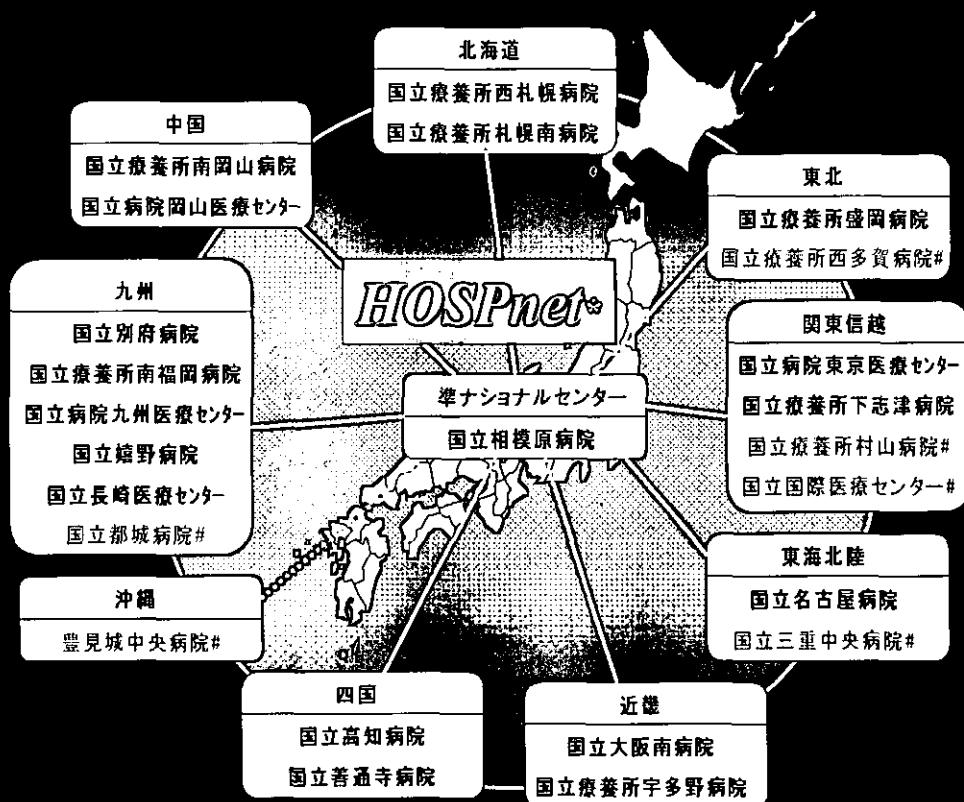 北海道
国立療養所西札幌病院
国立療養所札幌南病院
中国
国立療養所南岡山病院
国立病院岡山医療センター
東北
国立療養所盛岡病院
国立療養所西多賀病院#
HOSPnet*
九州
国立別府病院
国立療養所南福岡病院
国立病院九州医療センター
国立嬉野病院
国立長崎医療センター
国立都城病院#
関東信越
国立病院東京医療センター
国立療養所下志津病院
国立療養所村山病院#
国立国際医療センター#
準ナショナルセンター
国立相模原病院
東海北陸
国立名古屋病院
国立三重中央病院#
沖縄
豊見城中央病院#
四国
国立高知病院
国立善通寺病院
近畿
国立大阪南病院
国立療養所宇多野病院